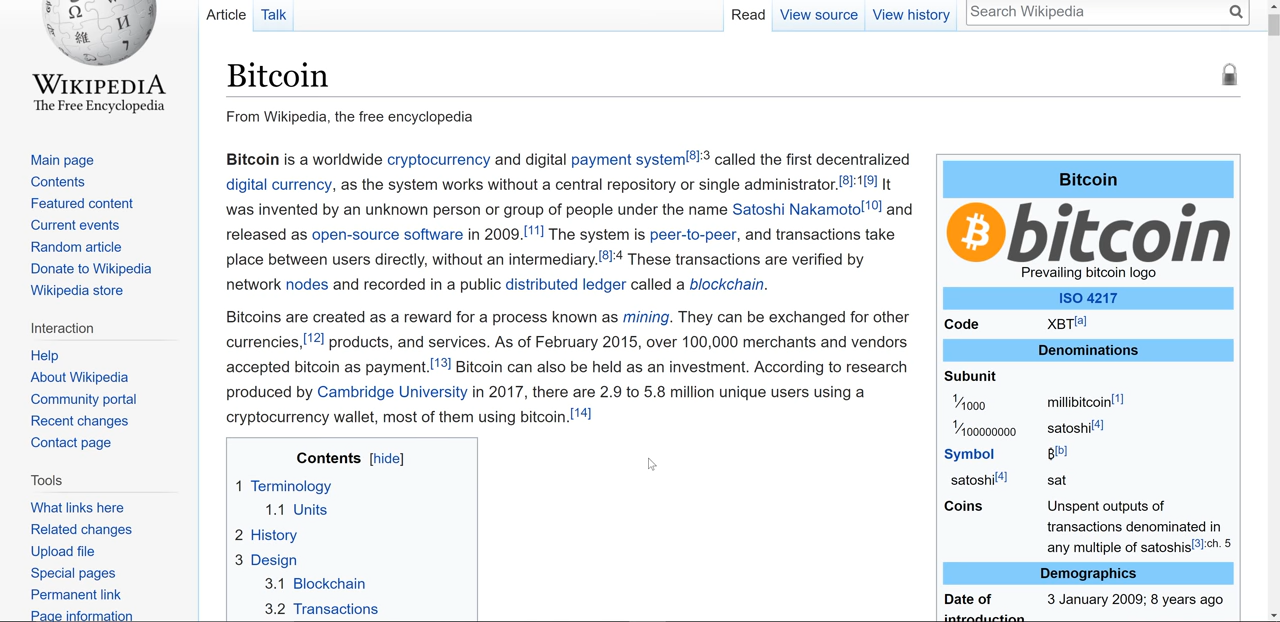 Ω
И
維
7
WIKIPEDIA
The Free Encyclopedia
Main page
Contents
Featured content
Current events
Random article
Donate to Wikipedia
Wikipedia store
Interaction
Help
About Wikipedia
Community portal
Recent changes
Contact page
Tools
What links here
Related changes
Upload file
Special pages
Permanent link
Page information
Article Talk
Read View source View history
Search Wikipedia
Bitcoin
From Wikipedia, the free encyclopedia
Bitcoin is a worldwide cryptocurrency and digital payment system[8]:3 called the first decentralized
digital currency, as the system works without a central repository or single administrator.[8]:1[9] It
was invented by an unknown person or group of people under the name Satoshi Nakamoto[10] and
released as open-source software in 2009.[11] The system is peer-to-peer, and transactions take
place between users directly, without an intermediary.[8]:4 These transactions are verified by
network nodes and recorded in a public distributed ledger called a blockchain.
Bitcoins are created as a reward for a process known as mining. They can be exchanged for other
currencies,[12] products, and services. As of February 2015, over 100,000 merchants and vendors
accepted bitcoin as payment.[13] Bitcoin can also be held as an investment. According to research
produced by Cambridge University in 2017, there are 2.9 to 5.8 million unique users using a
cryptocurrency wallet, most of them using bitcoin.[14]
Contents [hide]
1 Terminology
1.1 Units
2 History
3 Design
3.1 Blockchain
3.2 Transactions
Bitcoin
bitcoin
Prevailing bitcoin logo
ISO 4217
Code XBT[a]
Denominations
Subunit
1⁄1000 millibitcoin[1]
1⁄100000000 satoshi[4]
Symbol ₿[b]
satoshi[4] sat
Coins Unspent outputs of
transactions denominated in
any multiple of satoshis[3]:ch. 5
Demographics
Date of 3 January 2009; 8 years ago
introduction